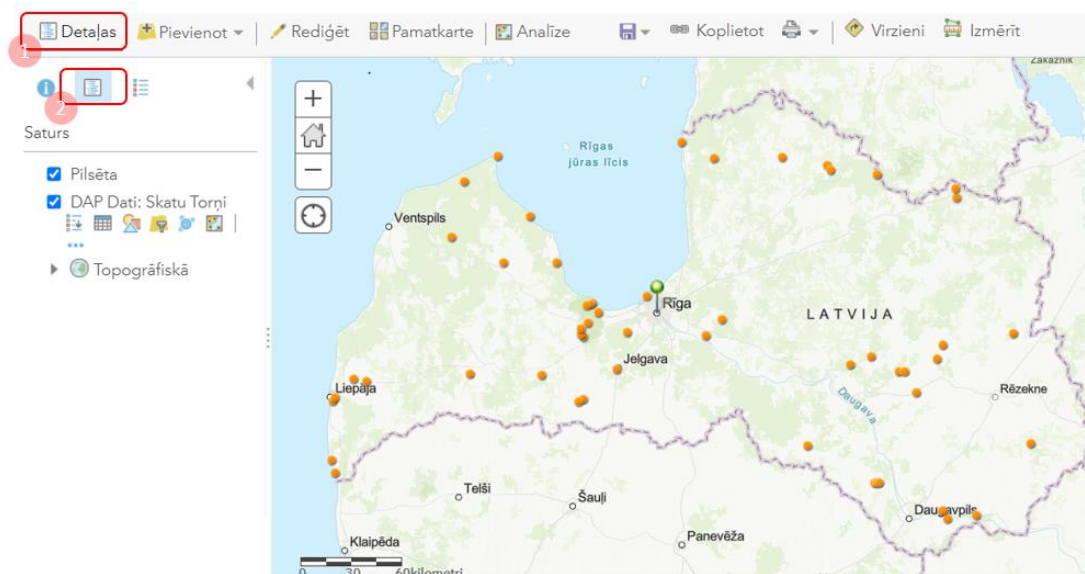 Detaļas Pievienot Rediģēt Pamatkarte Analīze Koplietot Virzieni Izmērīt
1
2
Saturs
Pilsēta
DAP Dati: Skatu Torņi
Topogrāfiskā
Zakaznik
Rīgas
jūras līcis
Ventspils
Rīga
LATVIJA
Jelgava
Liepāja
Rēzekne
Daugava
Telši
Šauļi
Daugavpils
Panevēža
Klaipēda
0 30 60kilometri